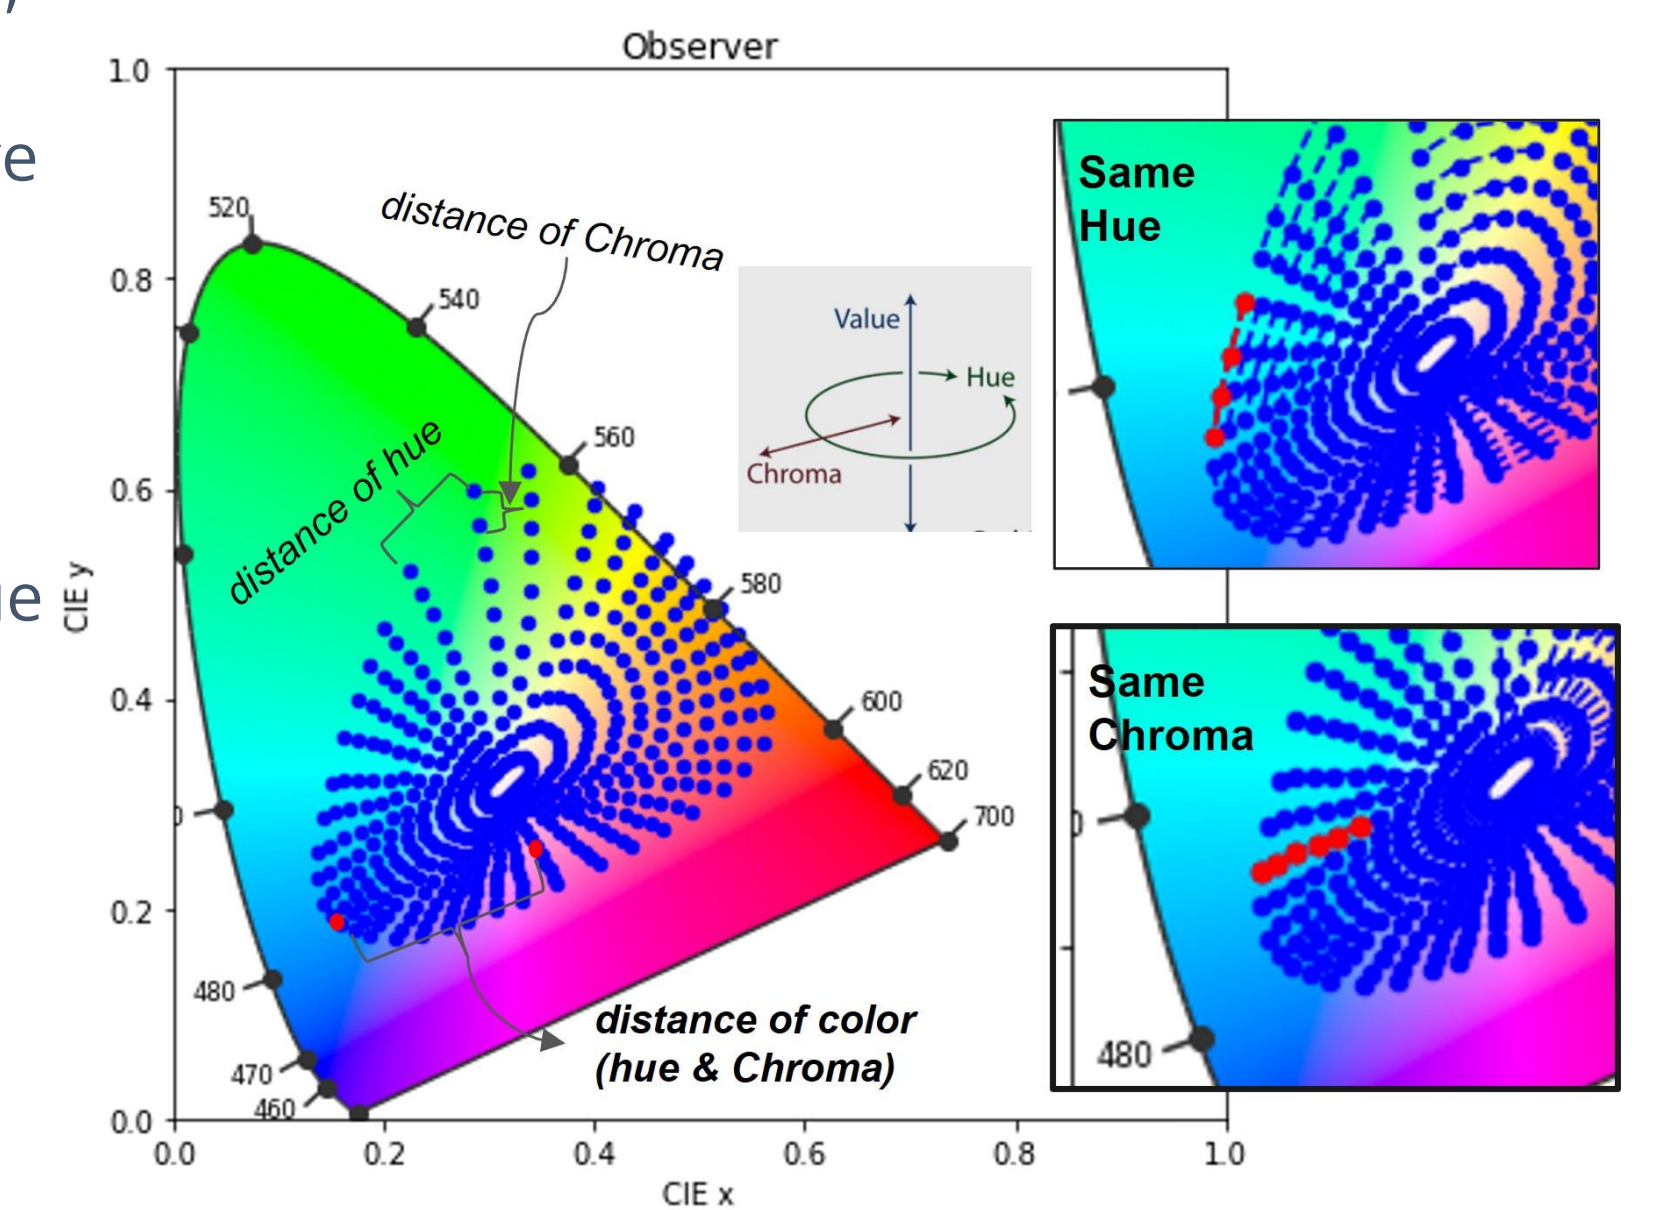 Observer
1.0
0.8
0.6
0.4
0.2
0.0
CIE y
0.0
0.2
0.4
0.6
0.8
1.0
CIE x
520
540
560
580
600
620
700
480
470
460
distance of Chroma
distance of hue
distance of color
(hue & Chroma)
Value
Hue
Chroma
Same
Hue
Same
Chroma
480